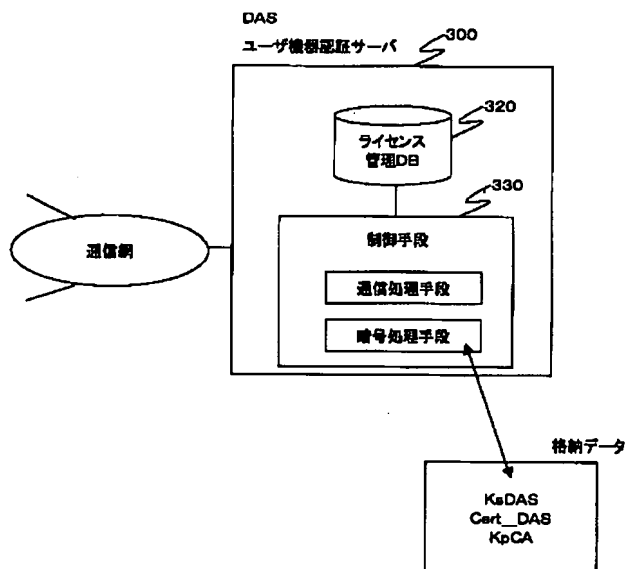 DAS
ユーザ機器認証サーバ
300
320
ライセンス
管理DB
330
制御手段
通信網
通信処理手段
暗号処理手段
格納データ
KsDAS
Cert__DAS
KpCA